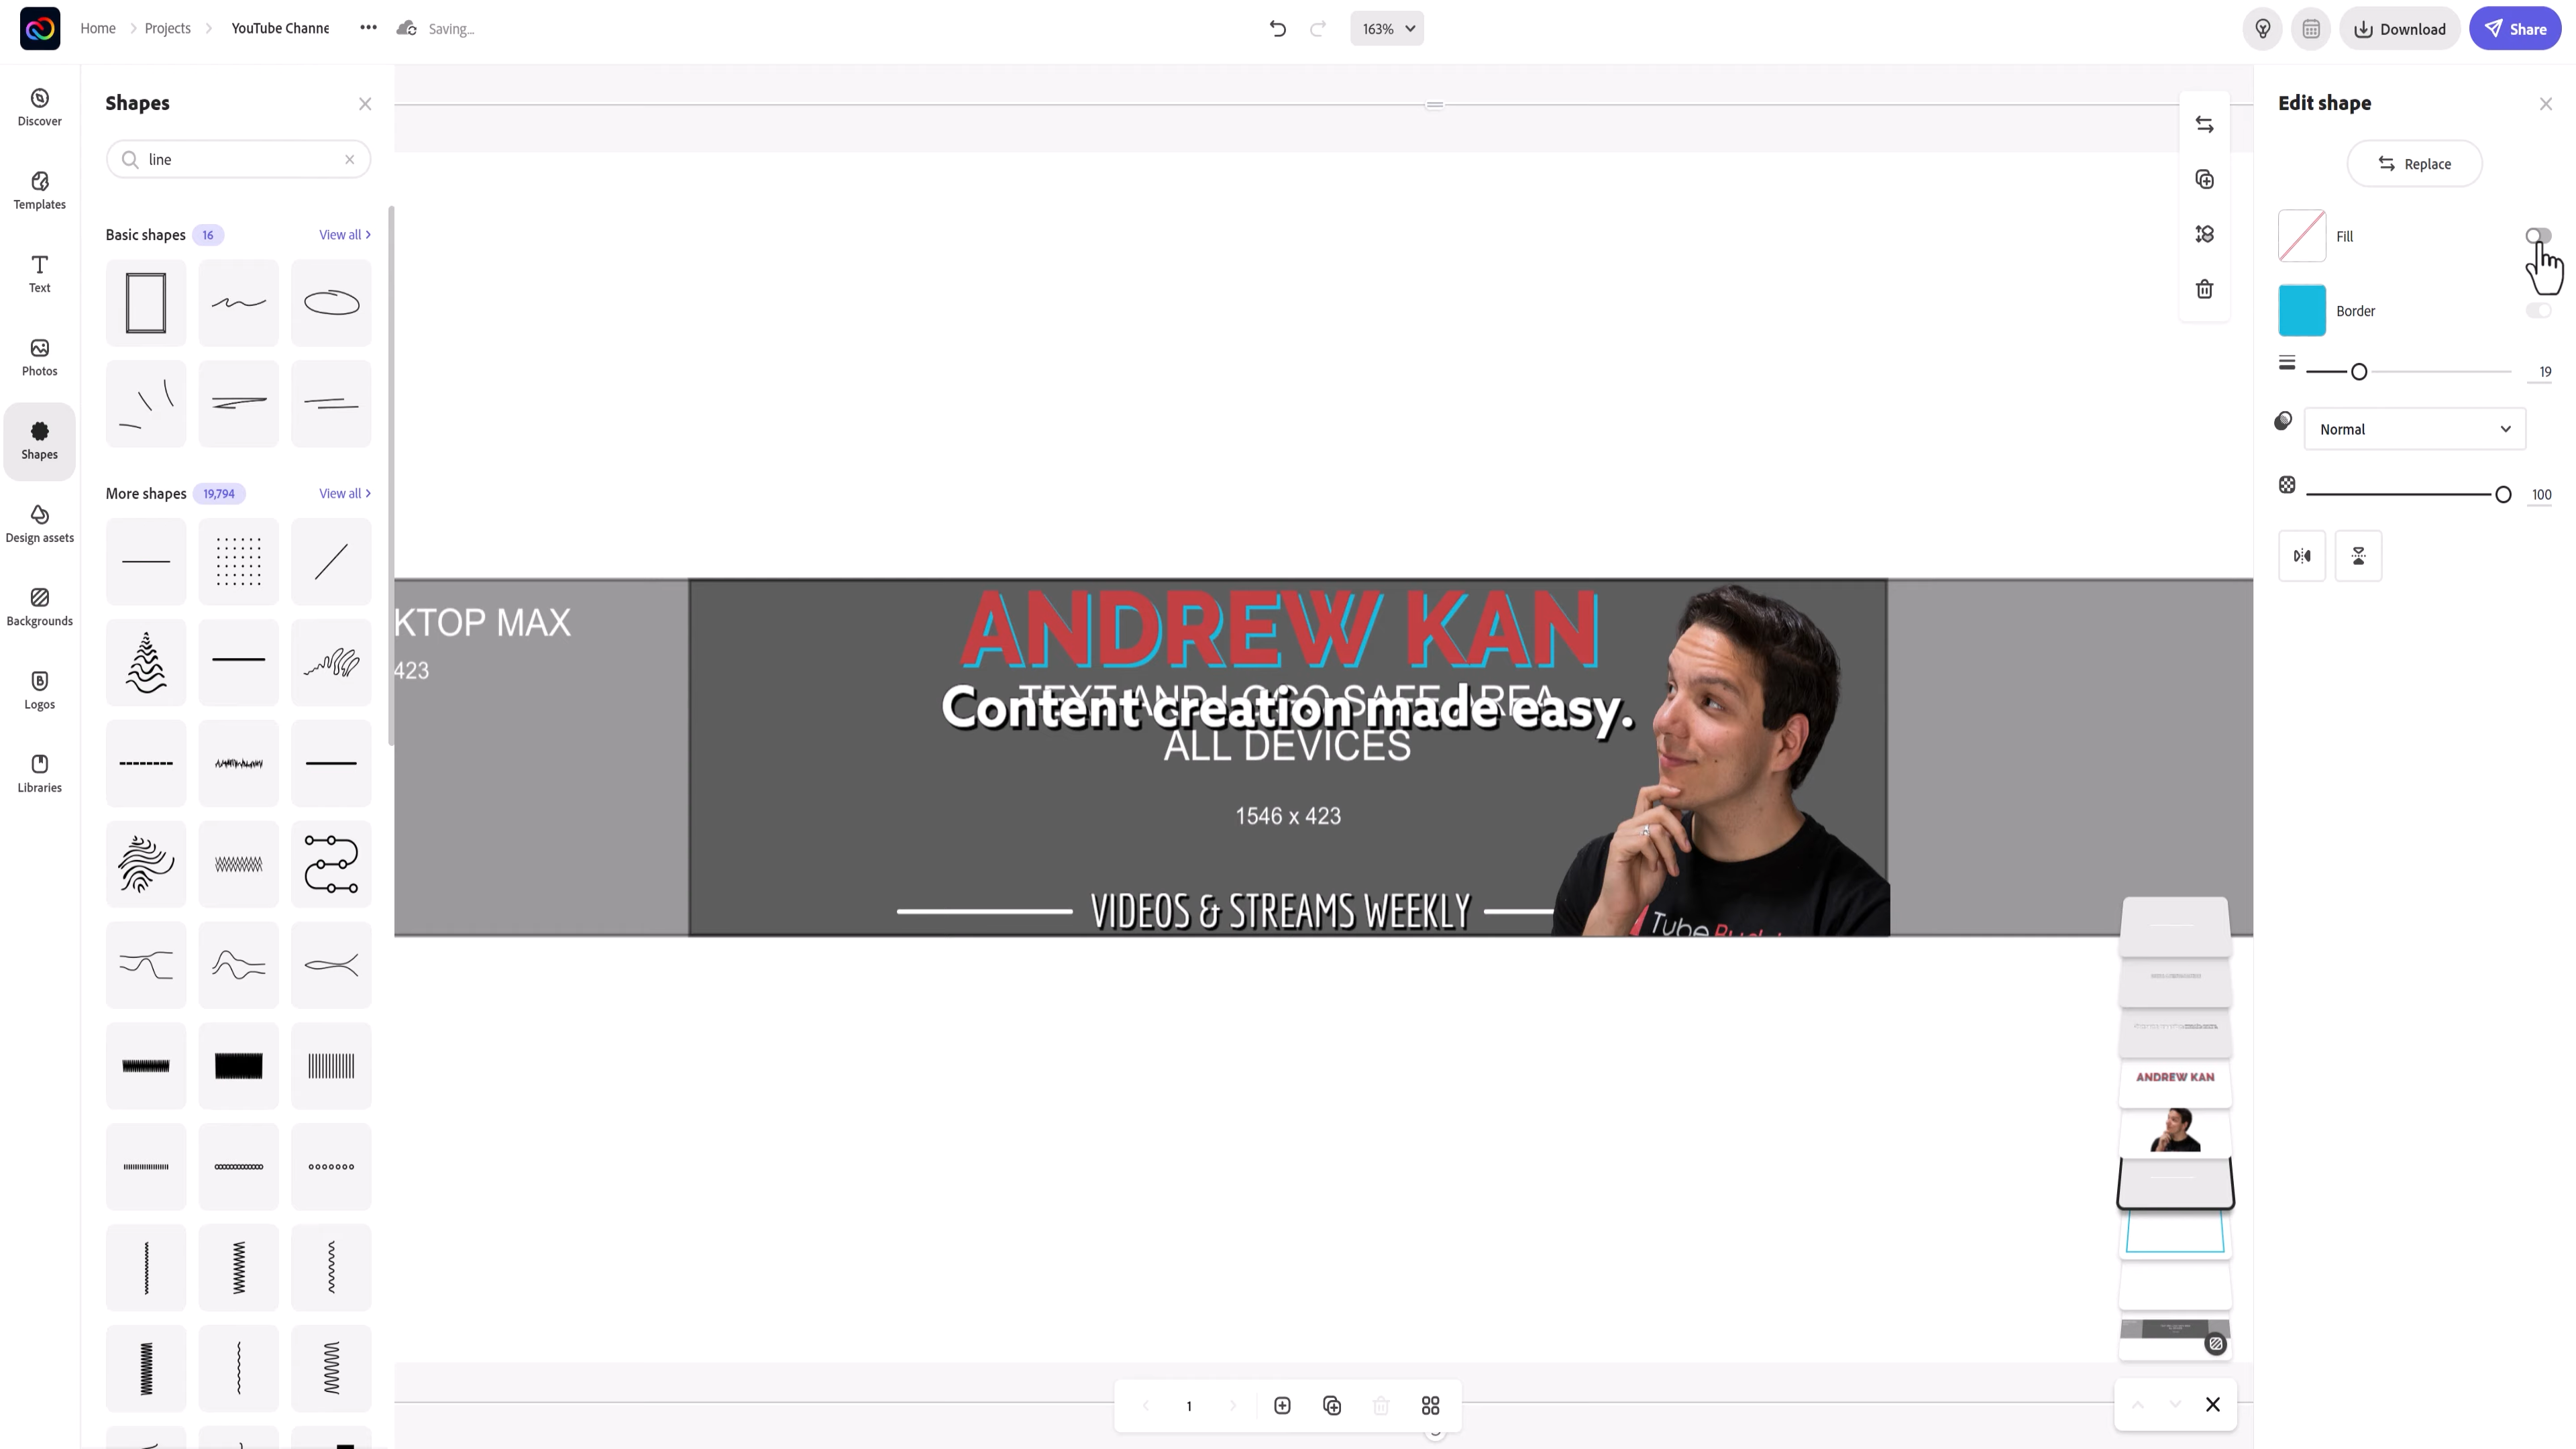 Home
Projects
YouTube Channe
Saving...
163%
Download
Share
Discover
Templates
Text
Photos
Shapes
Design assets
Backgrounds
Logos
Libraries
Shapes
line
Basic shapes 16 View all
More shapes 19,794 View all
KTOP MAX
423
ANDREW KAN
TEXT AND LOGO SAFE AREA
Content creation made easy.
ALL DEVICES
1546 x 423
VIDEOS & STREAMS WEEKLY
Tube
ANDREW KAN
1
Edit shape
Replace
Fill
Border
19
Normal
100